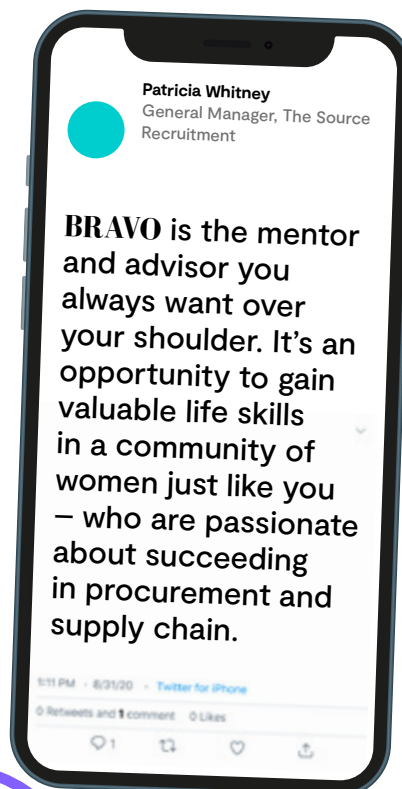 Patricia Whitney
General Manager, The Source
Recruitment
BRAVO is the mentor
and advisor you
always want over
your shoulder. It’s an
opportunity to gain
valuable life skills
in a community of
women just like you
– who are passionate
about succeeding
in procurement and
supply chain.
1:11 PM · 8/31/20 · Twitter for iPhone
0 Retweets and 1 comment 0 Likes
1